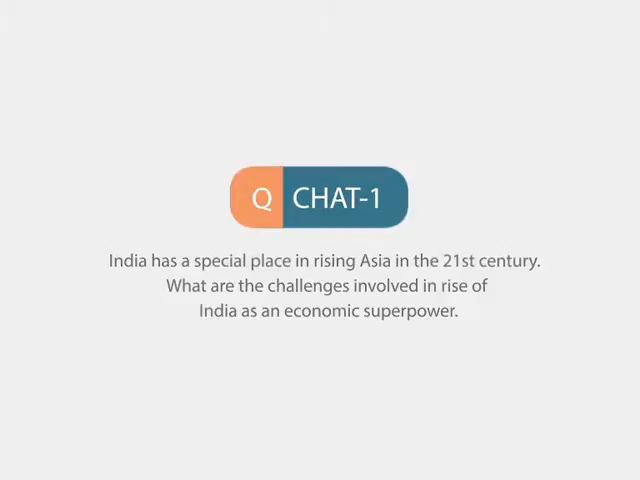 Q CHAT-1
India has a special place in rising Asia in the 21st century.
What are the challenges involved in rise of
India as an economic superpower.